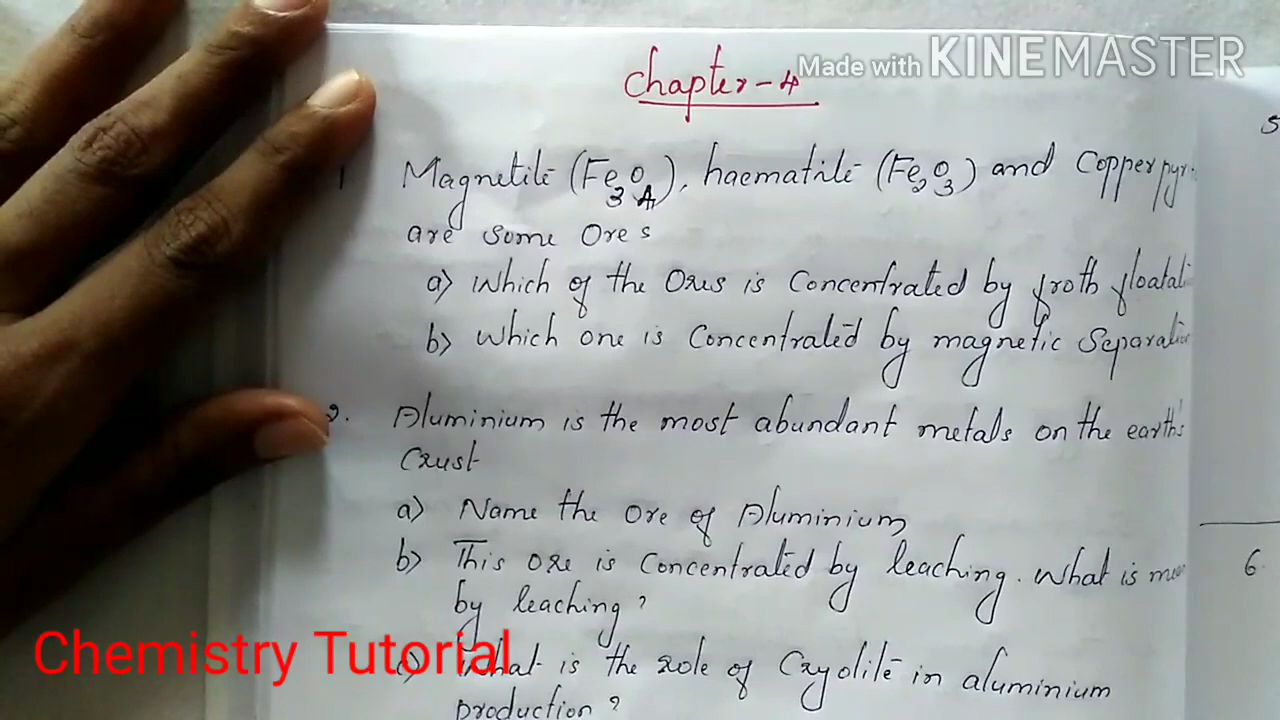 Made with KINEMASTER
Chapter - 4
1 Magnetite (Fe3O4), haematite (Fe2O3) and Copper
are some Ores
a) Which of the Ores is Concentrated by froth
b) Which one is Concentrated by magnetic
2. Aluminium is the most abundant metals on the earth's
Crust
a) Name the Ore of Aluminium,
b) This ore is Concentrated by leaching. What is
by leaching?
c) What is the role of Cryolite in aluminium
production?
5
6
Chemistry Tutorial